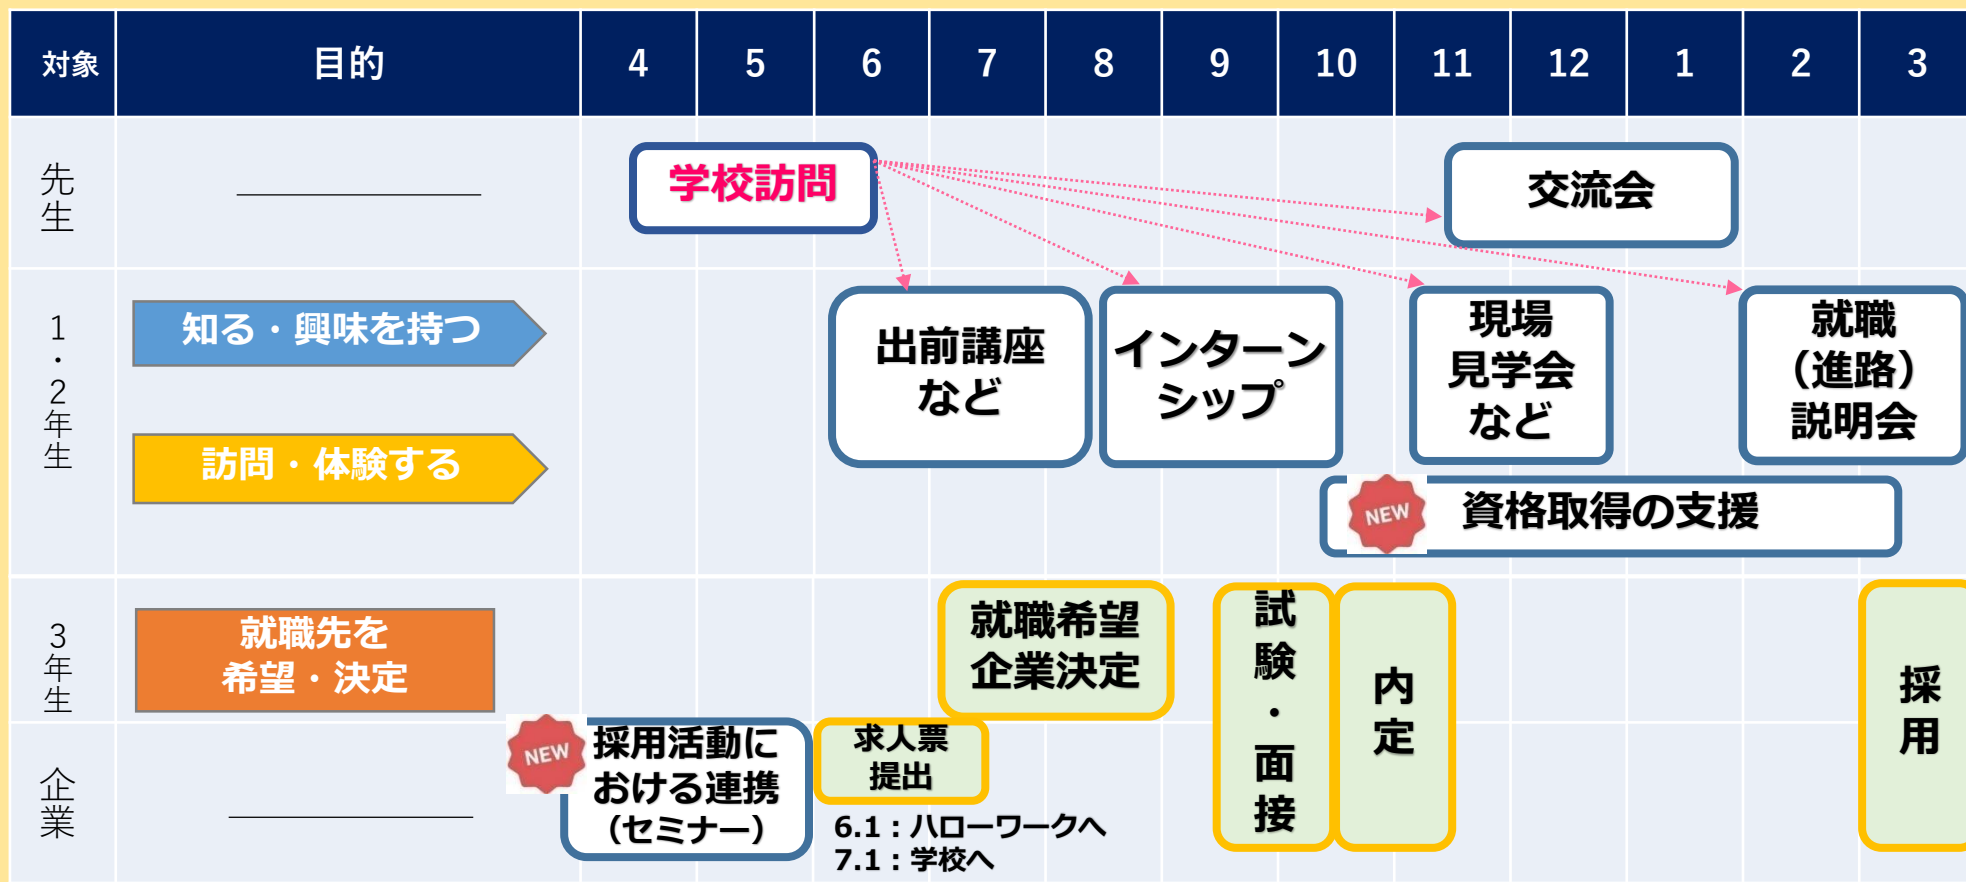 対象
目的
4
5
6
7
8
9
10
11
12
1
2
3
先生
学校訪問
交流会
1・2年生
知る・興味を持つ
訪問・体験する
出前講座
など
インターン
シップ
現場
見学会
など
就職
（進路）
説明会
NEW
資格取得の支援
3年生
就職先を
希望・決定
就職希望
企業決定
試験・面接
内定
採用
企業
NEW
採用活動に
おける連携
（セミナー）
求人票
提出
6.1：ハローワークへ
7.1：学校へ